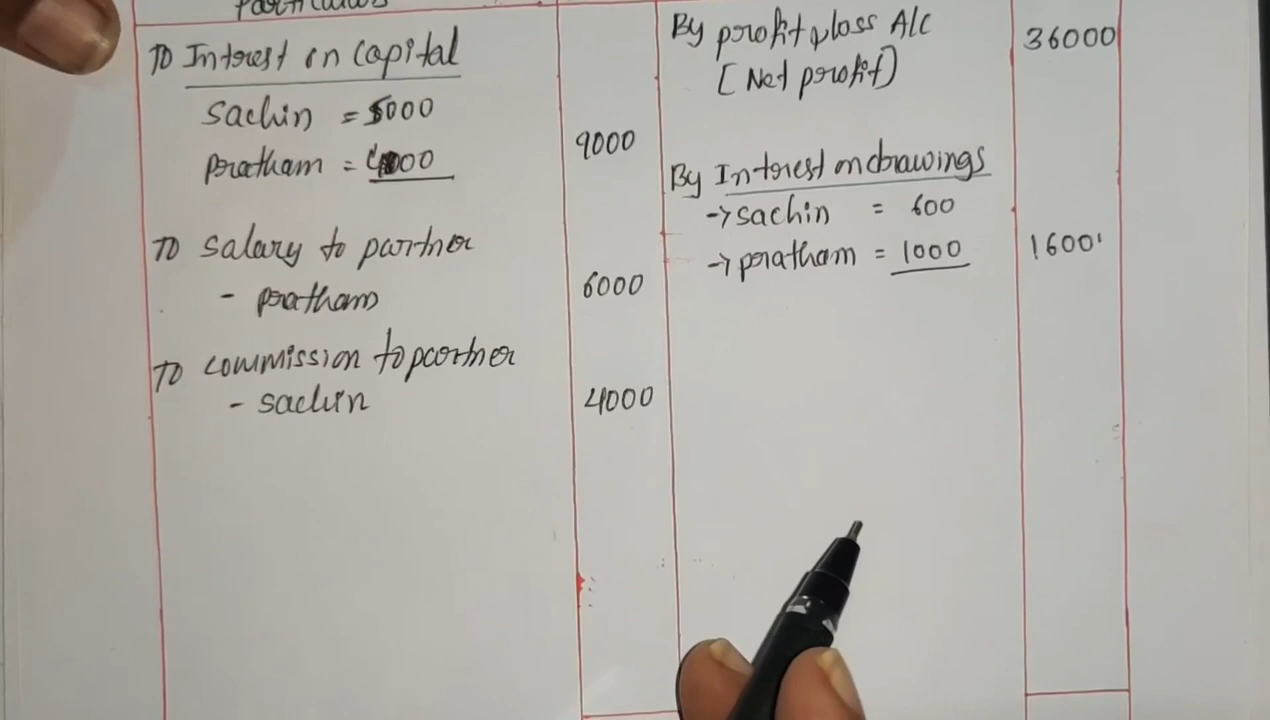 Particulars
To Interest on capital
Sachin = 5000
Pratham = 4000
9000
To salary to partner
- pratham
6000
To commission to partner
- sachin
4000
By profit & loss A/c
[Net profit]
36000
By Interest on drawings
→ sachin = 600
→ pratham = 1000
1600